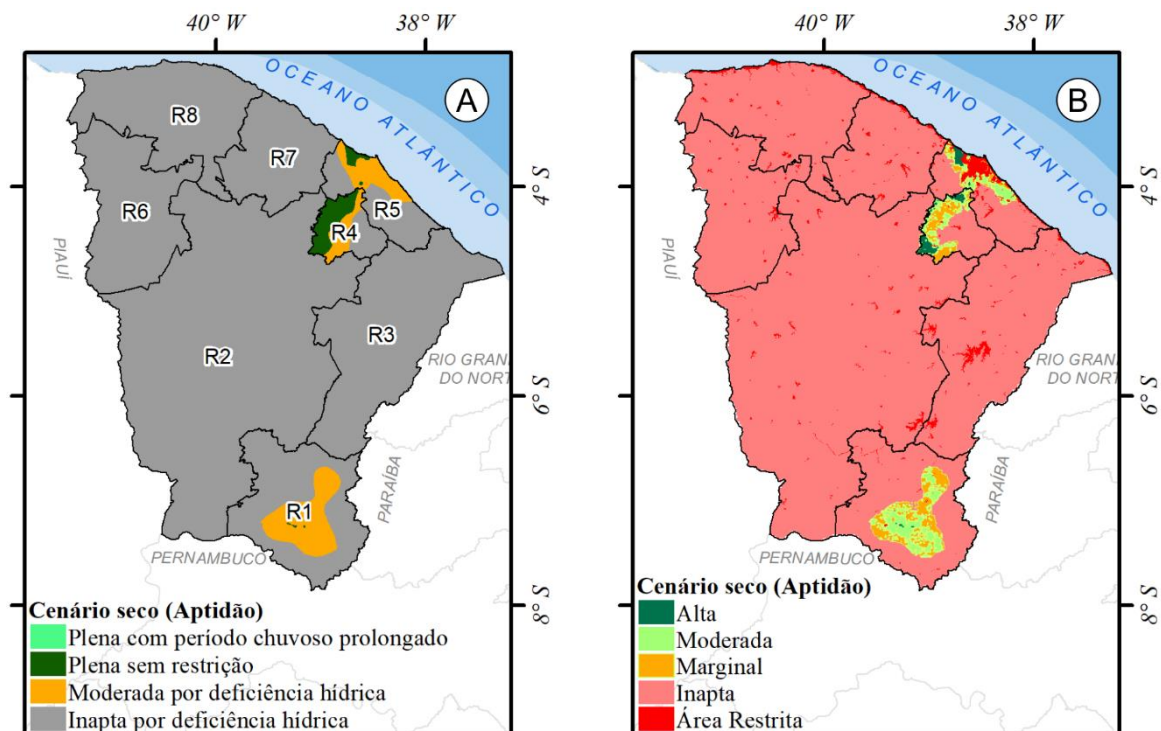 40° W
38° W
OCEANO ATLÂNTICO
A
R8
R7
4° S
R6
R5
R4
PIAUÍ
R2
R3
RIO GRAN
DO NORT
6° S
PARAÍBA
R1
PERNAMBUCO
8° S
Cenário seco (Aptidão)
Plena com período chuvoso prolongado
Plena sem restrição
Moderada por deficiência hídrica
Inapta por deficiência hídrica
40° W
38° W
OCEANO ATLÂNTICO
B
4° S
PIAUÍ
RIO GRAN
DO NORT
6° S
PARAÍBA
PERNAMBUCO
8° S
Cenário seco (Aptidão)
Alta
Moderada
Marginal
Inapta
Área Restrita